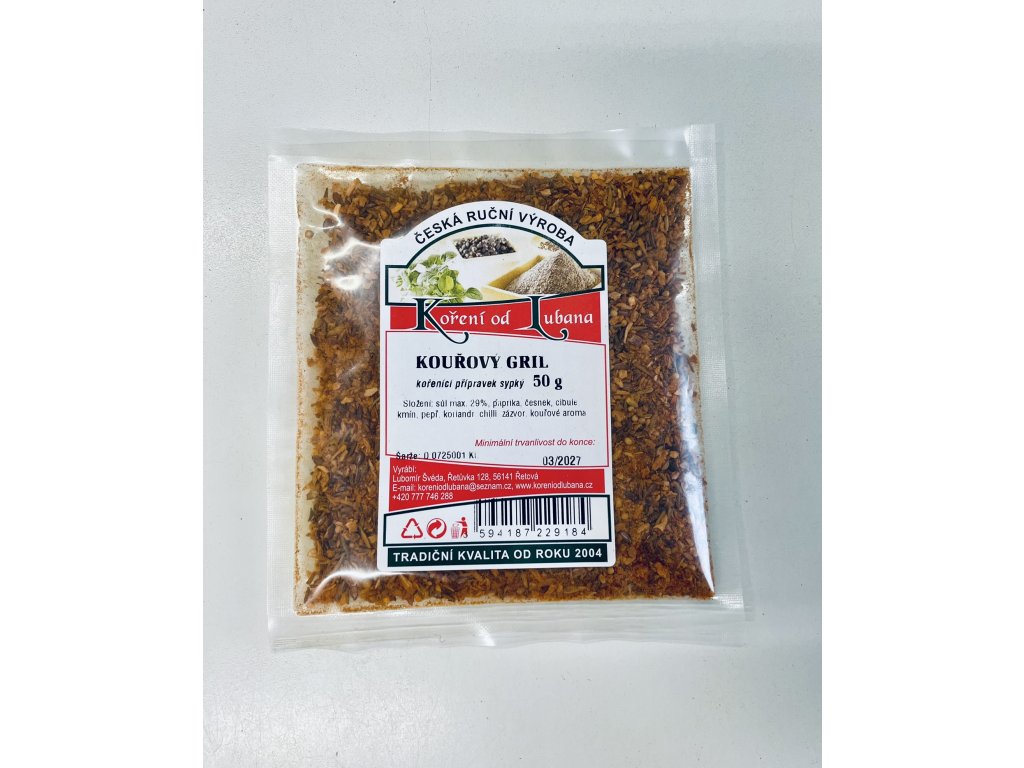 ČESKÁ RUČNÍ VÝROBA
Koření od Lubana
KOUŘOVÝ GRIL
kořenící přípravek sypký 50 g
Složení: sůl max. 29%, paprika, česnek, cibule
kmín, pepř, koriandr, chilli, zázvor, kouřové aroma
Minimální trvanlivost do konce:
Šarže: 0725001
03/2027
Vyrábí:
Lubomír Švéda, Řetůvka 128, 56141 Řetová
E-mail: koreniodlubana@seznam.cz, www.koreniodlubana.cz
+420 777 746 288
594187 229184
TRADIČNÍ KVALITA OD ROKU 2004